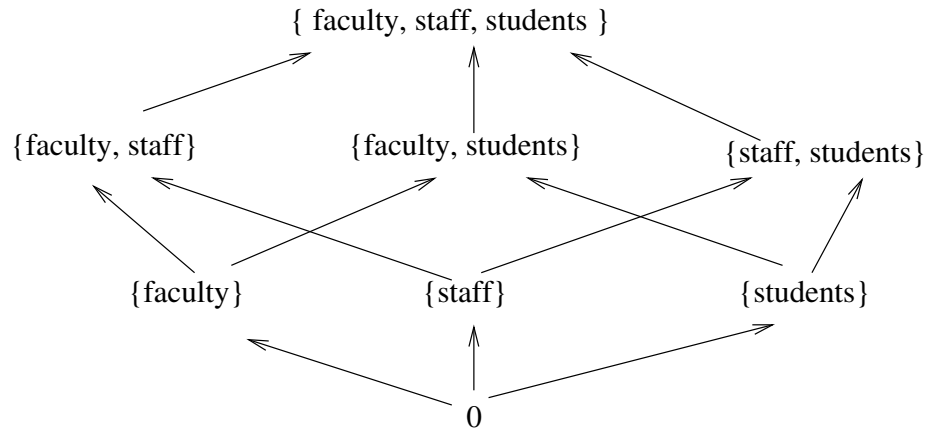 { faculty, staff, students }
{faculty, staff} {faculty, students} {staff, students}
{faculty} {staff} {students}
0